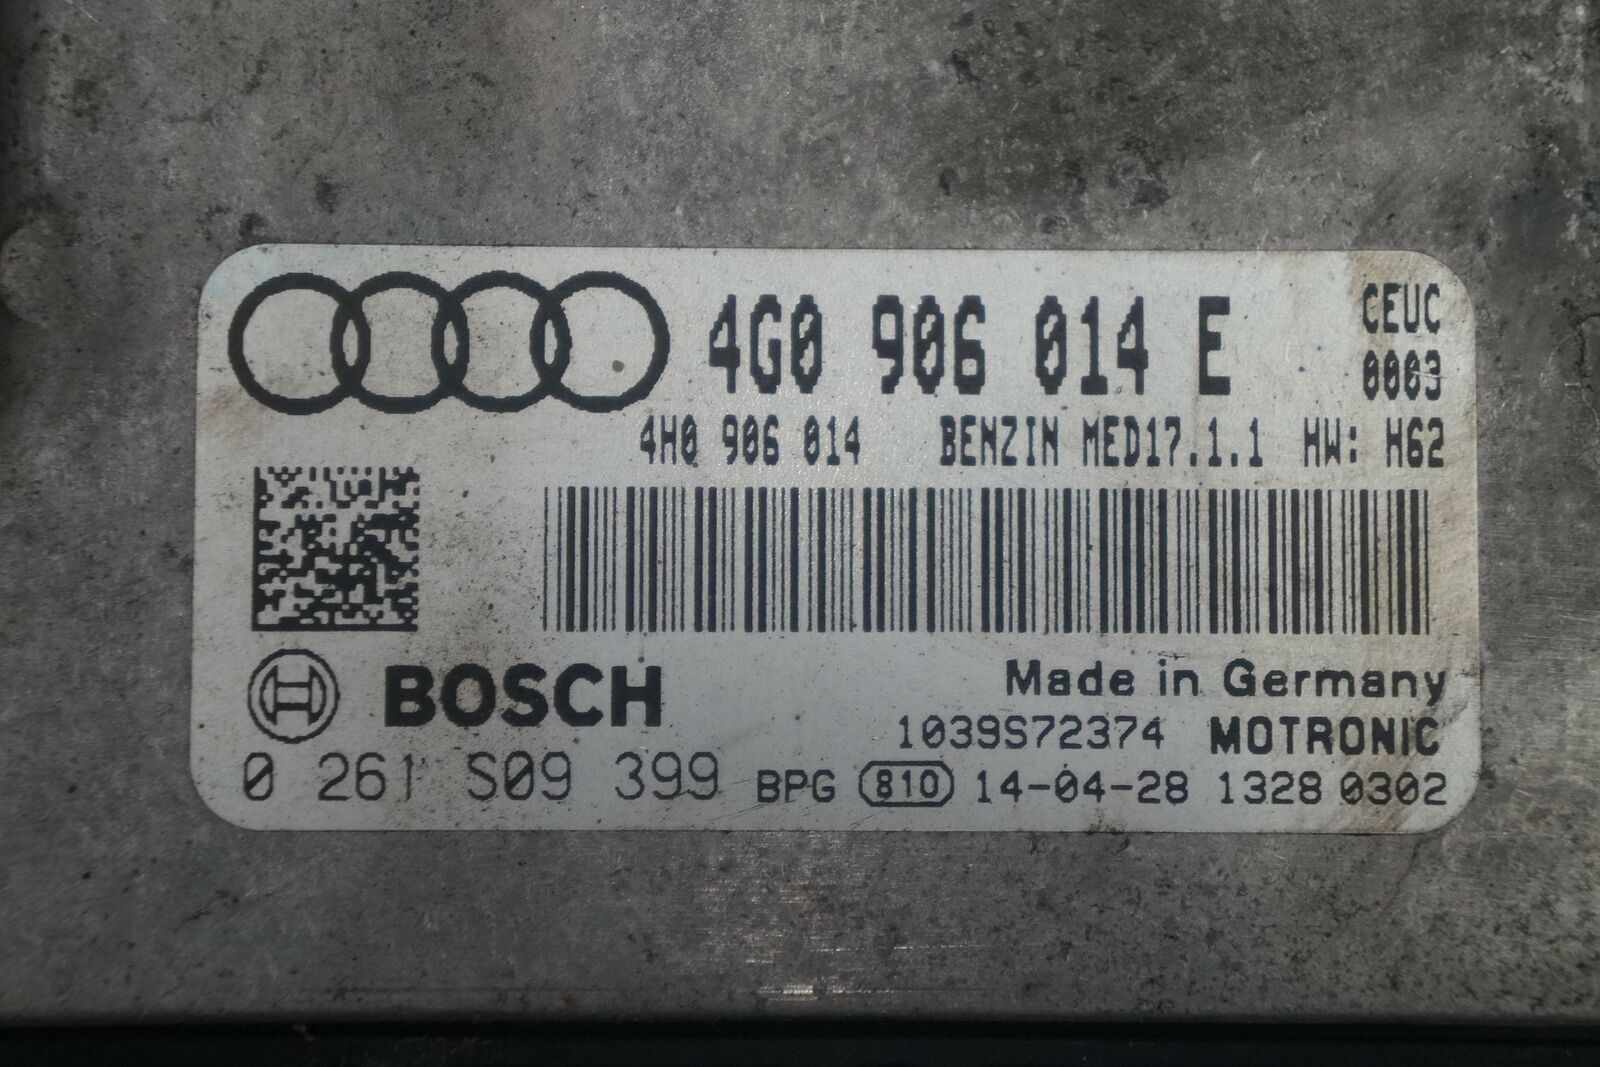 4G0 906 014 E
CEUC
0003
4H0 906 014 BENZIN MED17.1.1 HW: H62
BOSCH
Made in Germany
1039S72374 MOTRONIC
0 261 S09 399 BPG 810 14-04-28 1328 0302